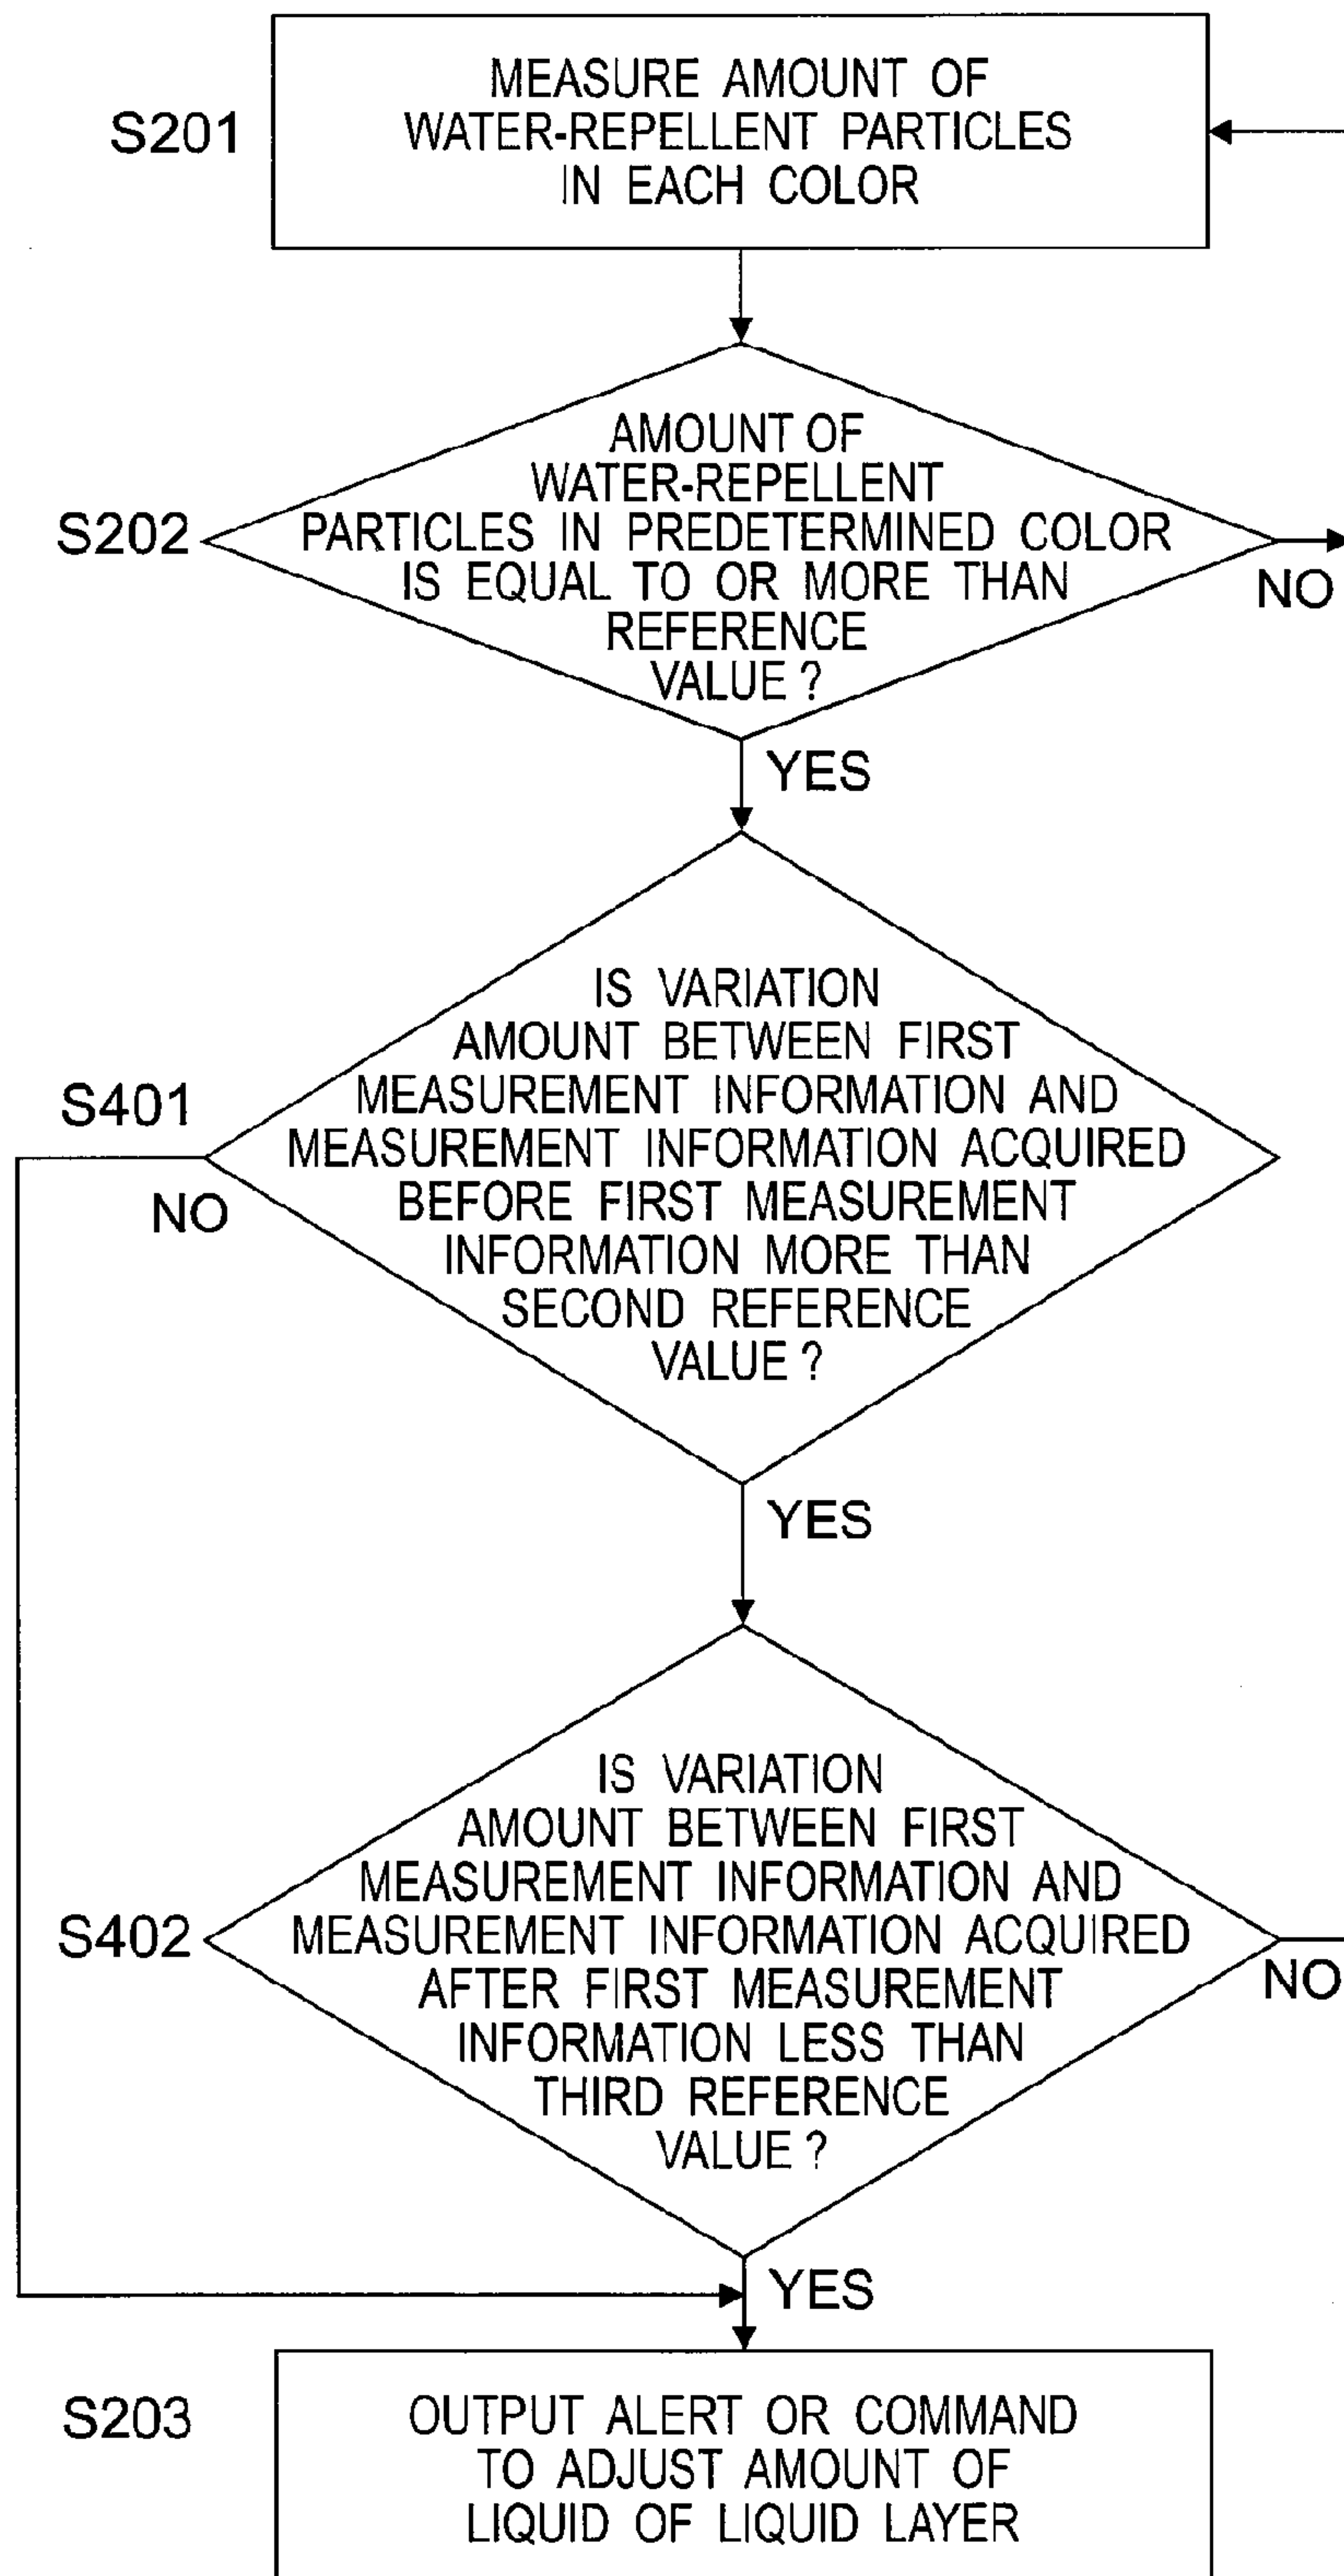 S201
MEASURE AMOUNT OF
WATER-REPELLENT PARTICLES
IN EACH COLOR
S202
AMOUNT OF
WATER-REPELLENT
PARTICLES IN PREDETERMINED COLOR
IS EQUAL TO OR MORE THAN
REFERENCE
VALUE ?
NO
YES
S401
IS VARIATION
AMOUNT BETWEEN FIRST
MEASUREMENT INFORMATION AND
MEASUREMENT INFORMATION ACQUIRED
BEFORE FIRST MEASUREMENT
INFORMATION MORE THAN
SECOND REFERENCE
VALUE ?
NO
YES
S402
IS VARIATION
AMOUNT BETWEEN FIRST
MEASUREMENT INFORMATION AND
MEASUREMENT INFORMATION ACQUIRED
AFTER FIRST MEASUREMENT
INFORMATION LESS THAN
THIRD REFERENCE
VALUE ?
NO
YES
S203
OUTPUT ALERT OR COMMAND
TO ADJUST AMOUNT OF
LIQUID OF LIQUID LAYER